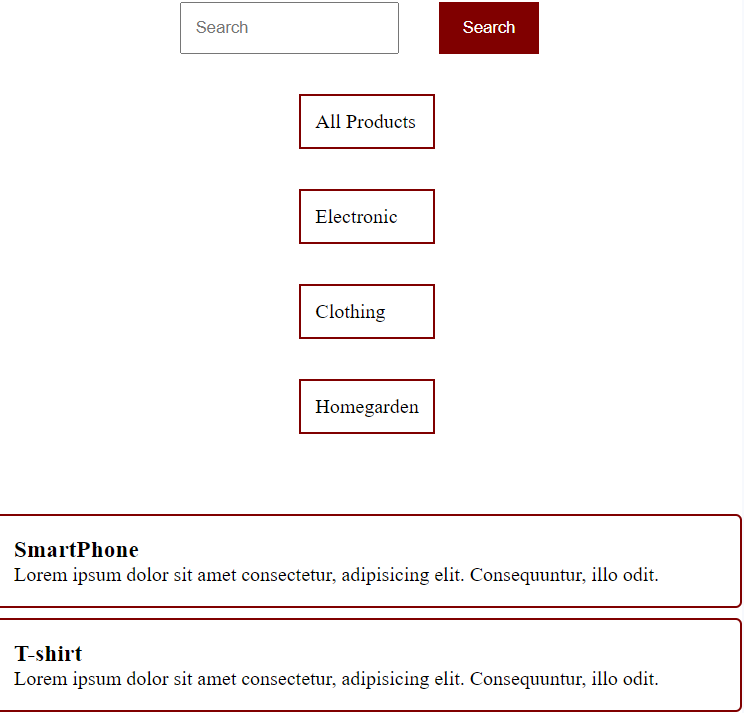 Search Search
All Products
Electronic
Clothing
Homegarden
SmartPhone
Lorem ipsum dolor sit amet consectetur, adipisicing elit. Consequuntur, illo odit.
T-shirt
Lorem ipsum dolor sit amet consectetur, adipisicing elit. Consequuntur, illo odit.